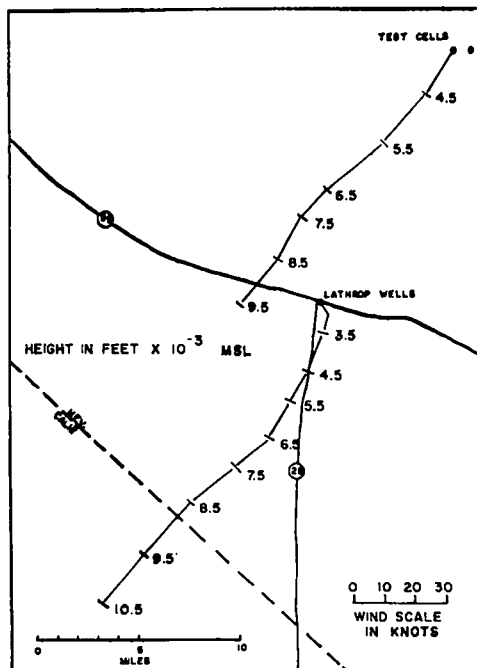 TEST CELLS
4.5
5.5
6.5
7.5
8.5
9.5
LATHROP WELLS
3.5
HEIGHT IN FEET X 10⁻³ MSL
4.5
5.5
6.5
7.5
8.5
9.5
10.5
NEV.
CALIF.
0 10 20 30
WIND SCALE
IN KNOTS
0 5 10
MILES